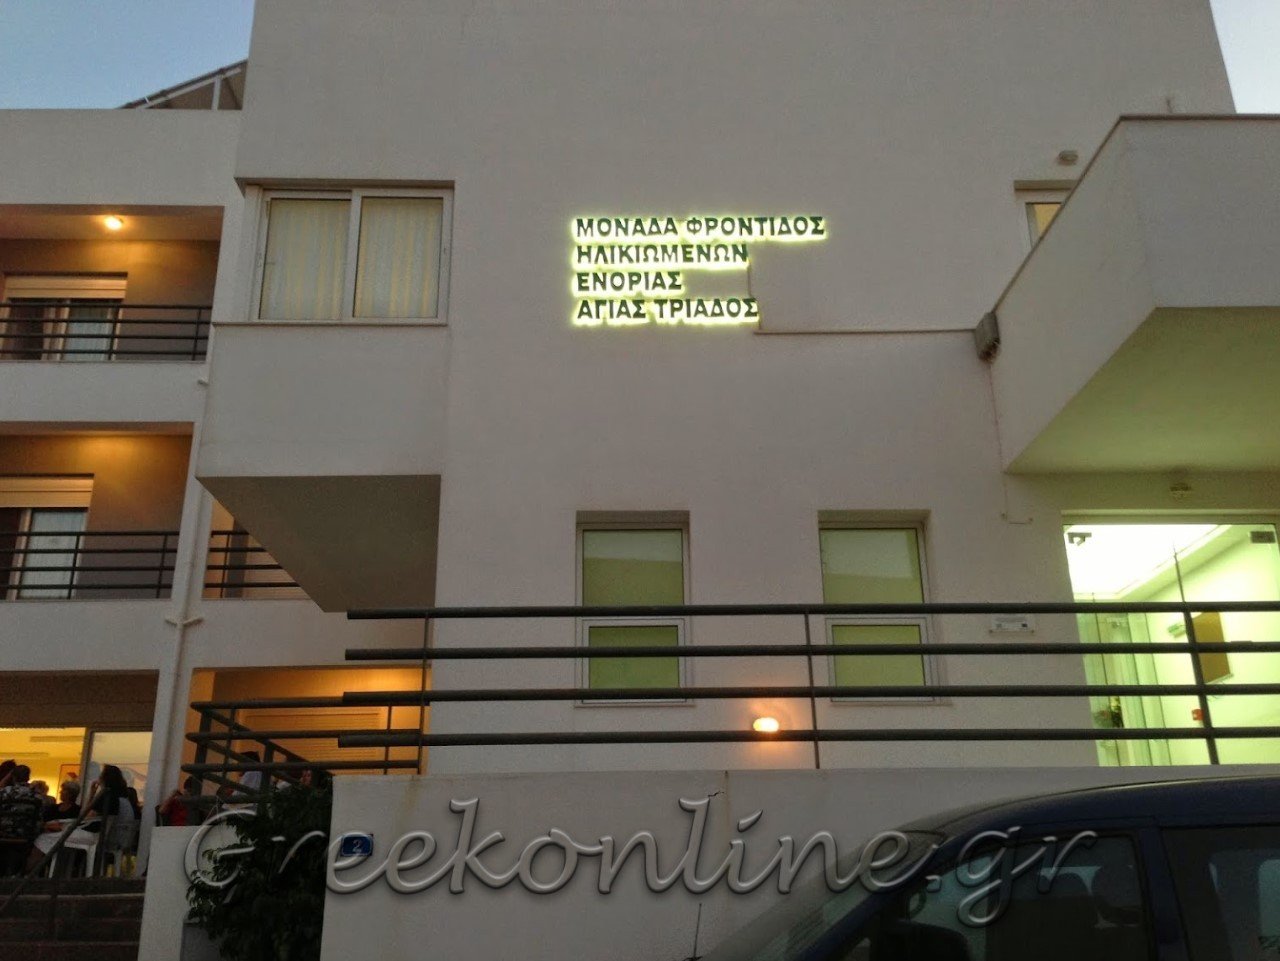 ΜΟΝΑΔΑ ΦΡΟΝΤΙΔΟΣ
ΗΛΙΚΙΩΜΕΝΩΝ
ΕΝΟΡΙΑΣ
ΑΓΙΑΣ ΤΡΙΑΔΟΣ
2
Greekonline.gr